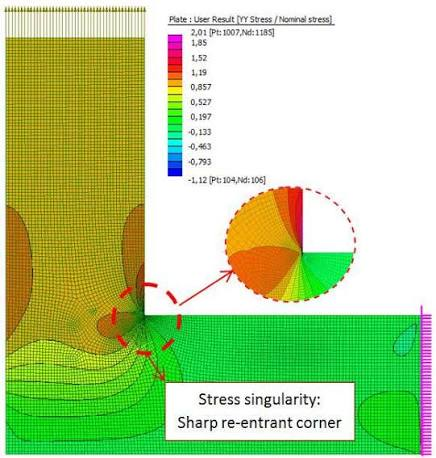 Plate : User Result [YY Stress / Nominal stress]
2,01 [Pt:1007,Nd:1185]
1,85
1,52
1,19
0,857
0,527
0,197
-0,133
-0,463
-0,793
-1,12 [Pt:104,Nd:106]
Stress singularity:
Sharp re-entrant corner